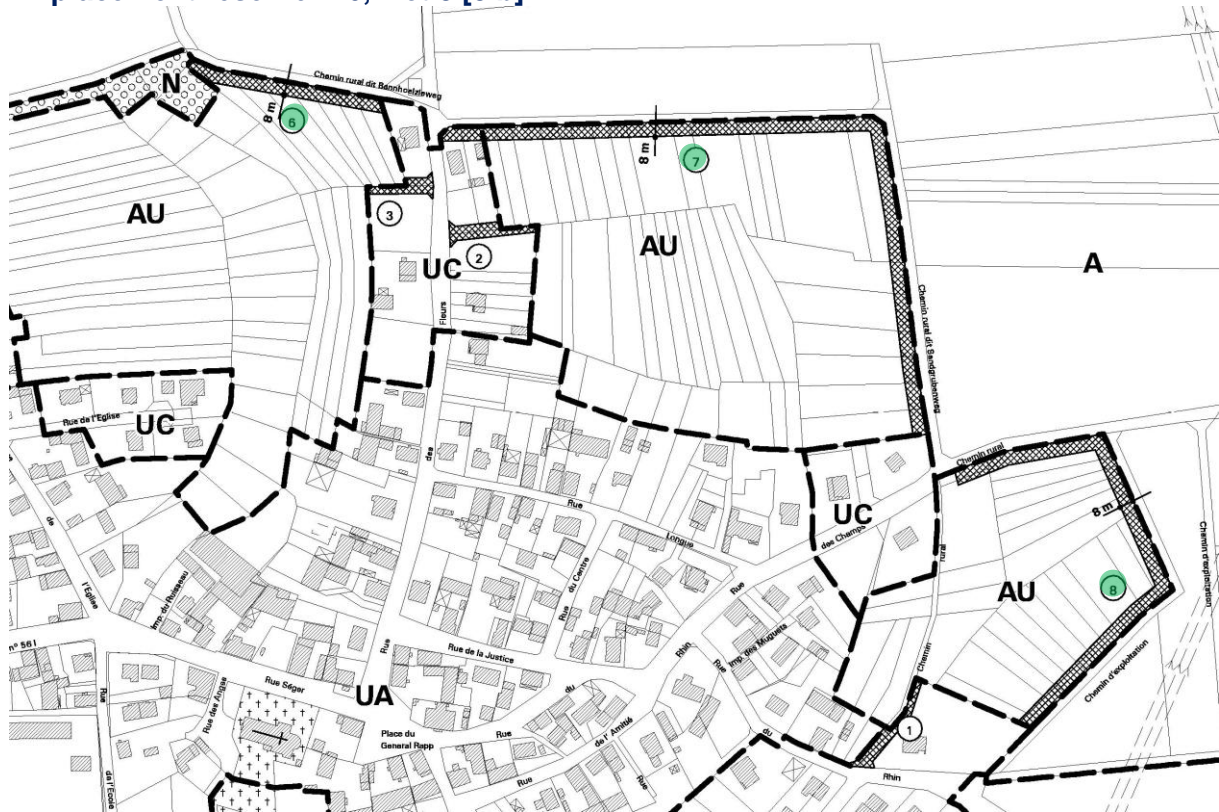 N
Chemin rural dit Bannhoelzleweg
8 m
6
8 m
7
AU
3
2
UC
AU
A
Fleurs
Chemin rural dit Sandgrubenweg
UC
Rue de l'Eglise
des
Rue
Longue
Chemin rural
UC
des Champs
rural
8 m
Chemin d'exploitation
AU
8
de
l'Eglise
Imp. du Ruisseau
Rue
du Centre
Rue
Rhin
Imp. des Muguets
Rue de la Justice
Rue
Chemin
Chemin d'exploitation
n° 56 I
Rue
Rue des Anges
Rue Séger
UA
Place du
General Rapp
Rue
du
de l'Amitié
Rue
du
1
Rhin
Rue
de l'Ecole